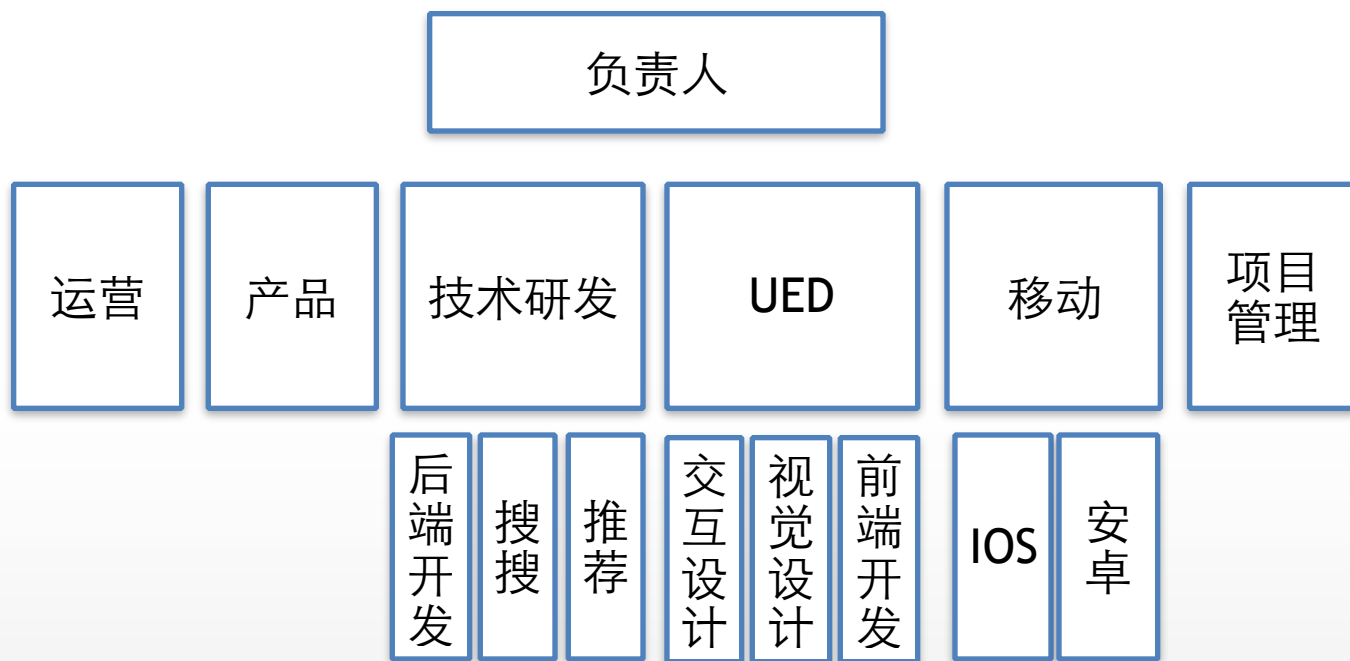 负责人
运营
产品
技术研发
UED
移动
项目
管理
后端开发
搜搜
推荐
交互设计
视觉设计
前端开发
IOS
安卓